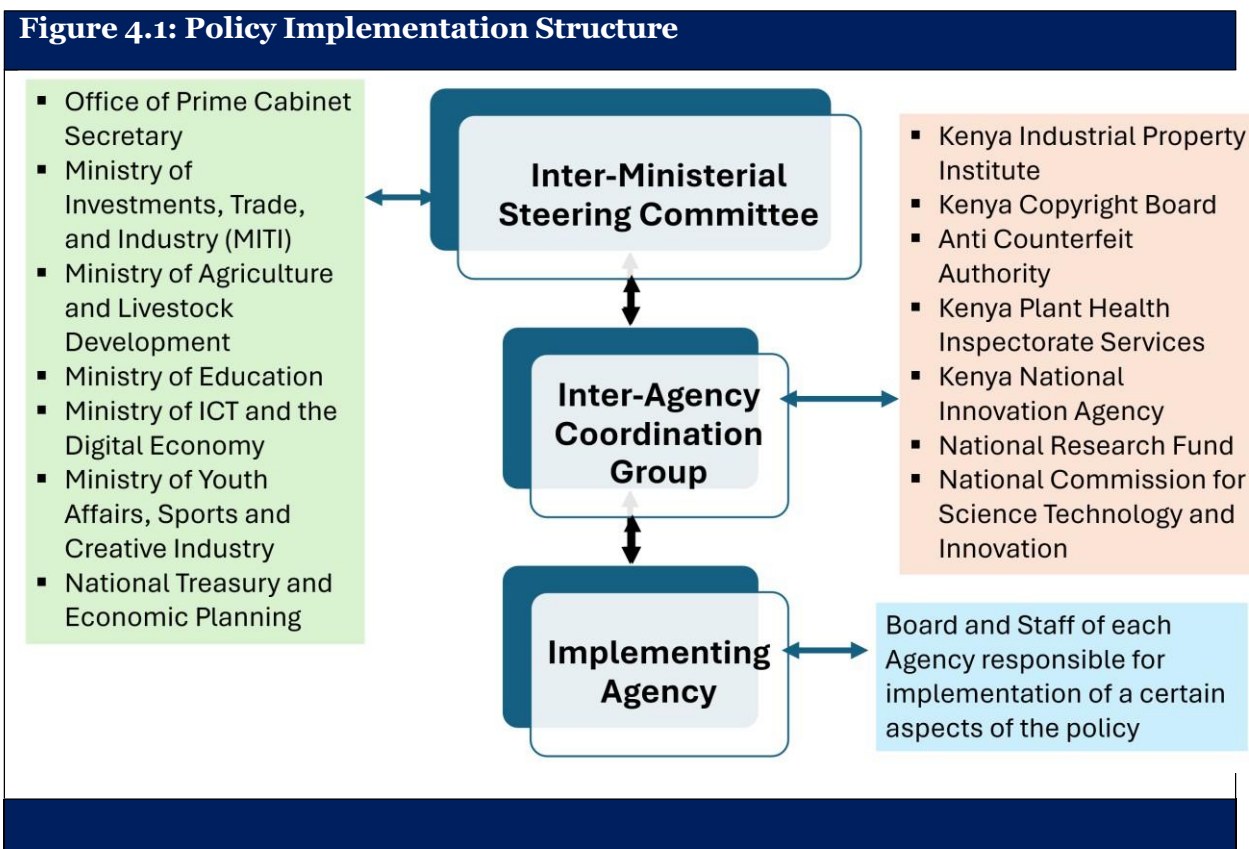 Figure 4.1: Policy Implementation Structure
▪ Office of Prime Cabinet
Secretary
▪ Ministry of
Investments, Trade,
and Industry (MITI)
▪ Ministry of Agriculture
and Livestock
Development
▪ Ministry of Education
▪ Ministry of ICT and the
Digital Economy
▪ Ministry of Youth
Affairs, Sports and
Creative Industry
▪ National Treasury and
Economic Planning
Inter-Ministerial
Steering Committee
Inter-Agency
Coordination
Group
Implementing
Agency
▪ Kenya Industrial Property
Institute
▪ Kenya Copyright Board
▪ Anti Counterfeit
Authority
▪ Kenya Plant Health
Inspectorate Services
▪ Kenya National
Innovation Agency
▪ National Research Fund
▪ National Commission for
Science Technology and
Innovation
Board and Staff of each
Agency responsible for
implementation of a certain
aspects of the policy